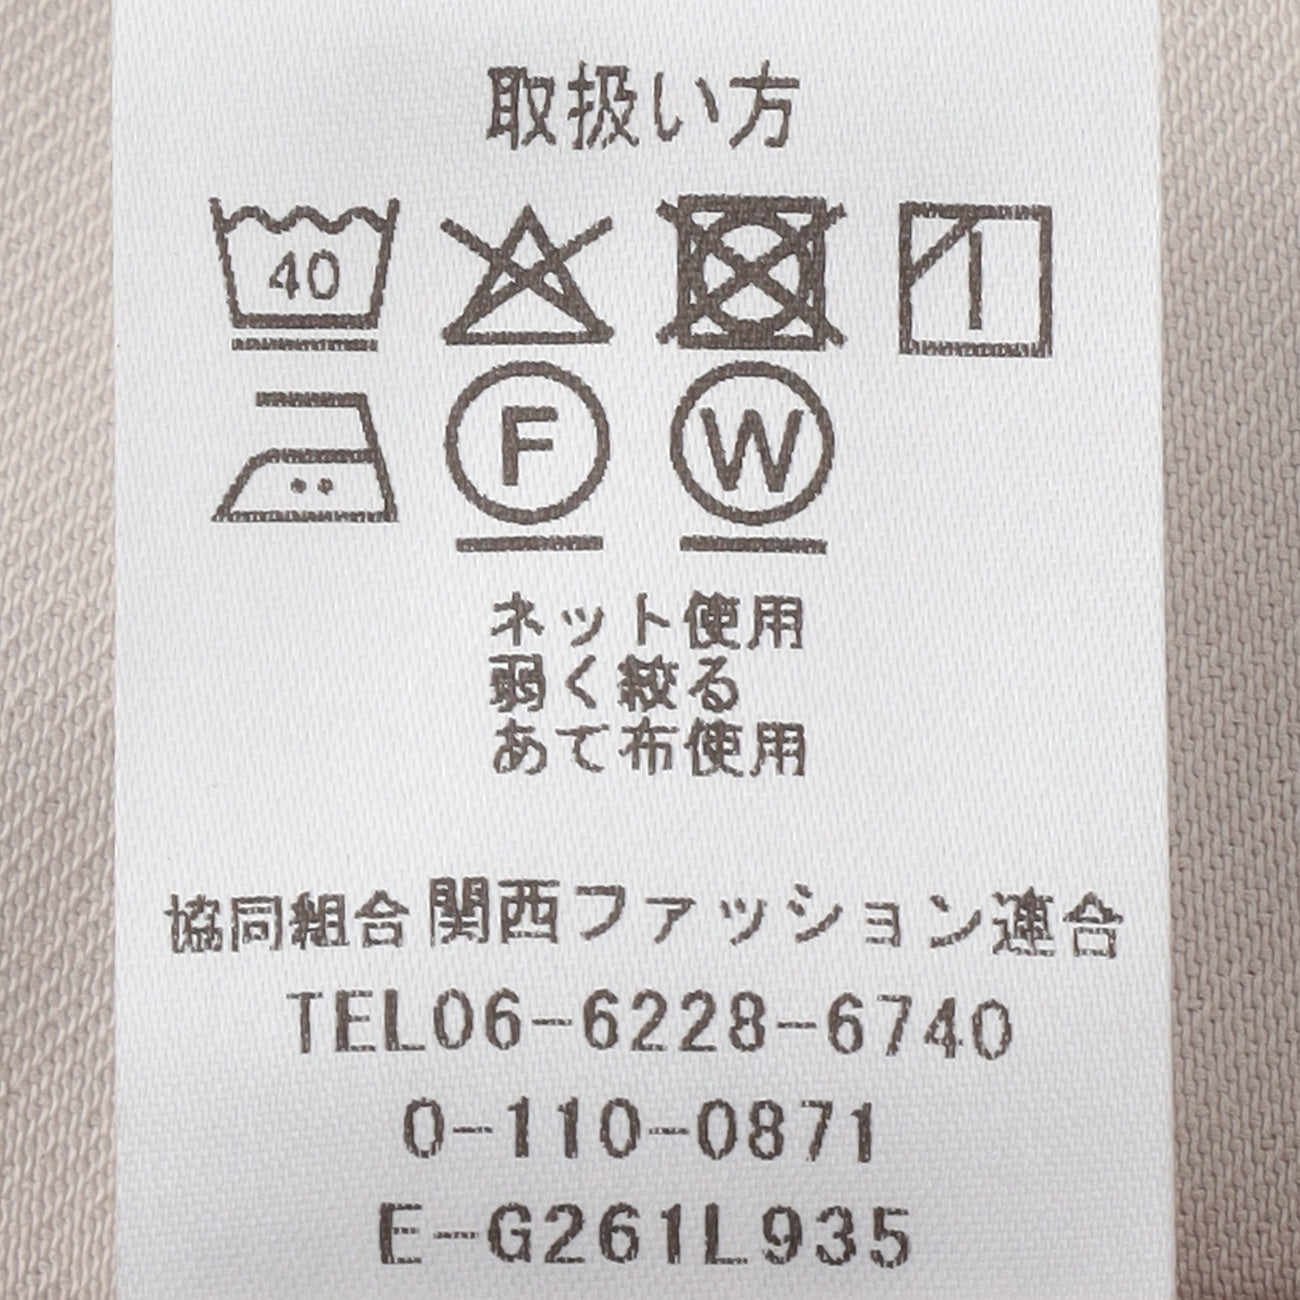 取扱い方
40
F W
ネット使用
弱く絞る
あて布使用
協同組合関西ファッション連合
TEL06-6228-6740
0-110-0871
E-G261L935